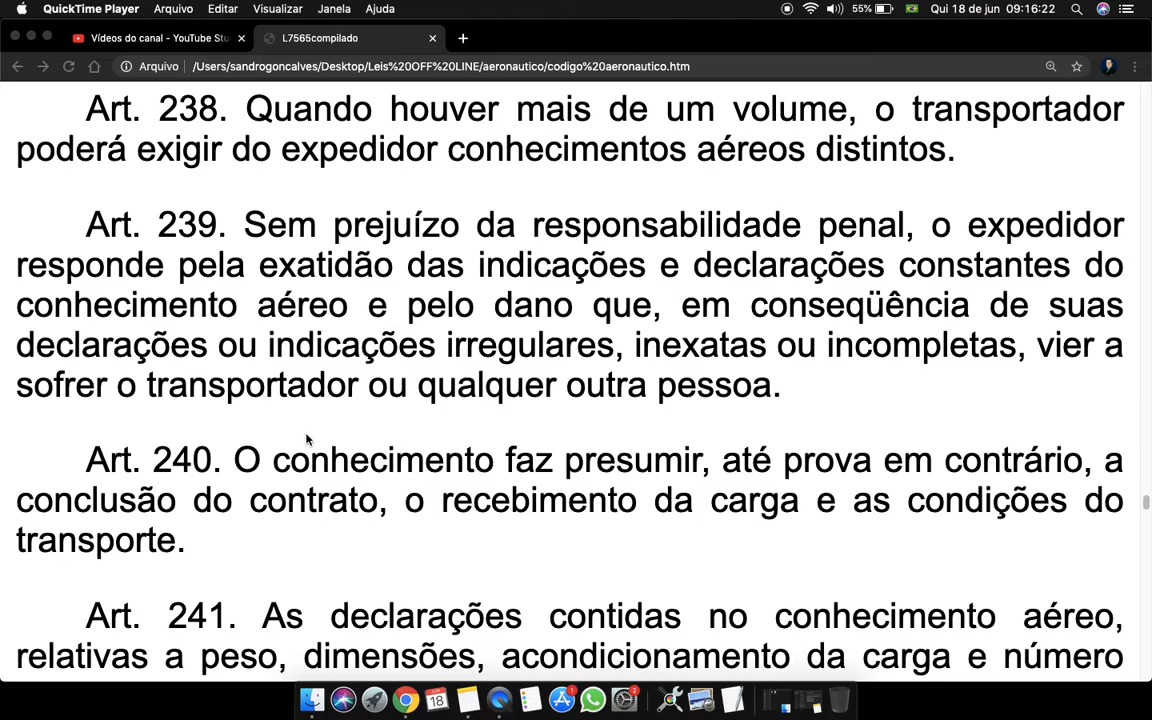 QuickTime Player Arquivo Editar Visualizar Janela Ajuda 55% Qui 18 de jun 09:16:22
Vídeos do canal - YouTube Stu L7565compilado
Arquivo /Users/sandrogoncalves/Desktop/Leis%20OFF%20LINE/aeronautico/codigo%20aeronautico.htm
Art. 238. Quando houver mais de um volume, o transportador
poderá exigir do expedidor conhecimentos aéreos distintos.
Art. 239. Sem prejuízo da responsabilidade penal, o expedidor
responde pela exatidão das indicações e declarações constantes do
conhecimento aéreo e pelo dano que, em conseqüência de suas
declarações ou indicações irregulares, inexatas ou incompletas, vier a
sofrer o transportador ou qualquer outra pessoa.
Art. 240. O conhecimento faz presumir, até prova em contrário, a
conclusão do contrato, o recebimento da carga e as condições do
transporte.
Art. 241. As declarações contidas no conhecimento aéreo,
relativas a peso, dimensões, acondicionamento da carga e número
18 1 2